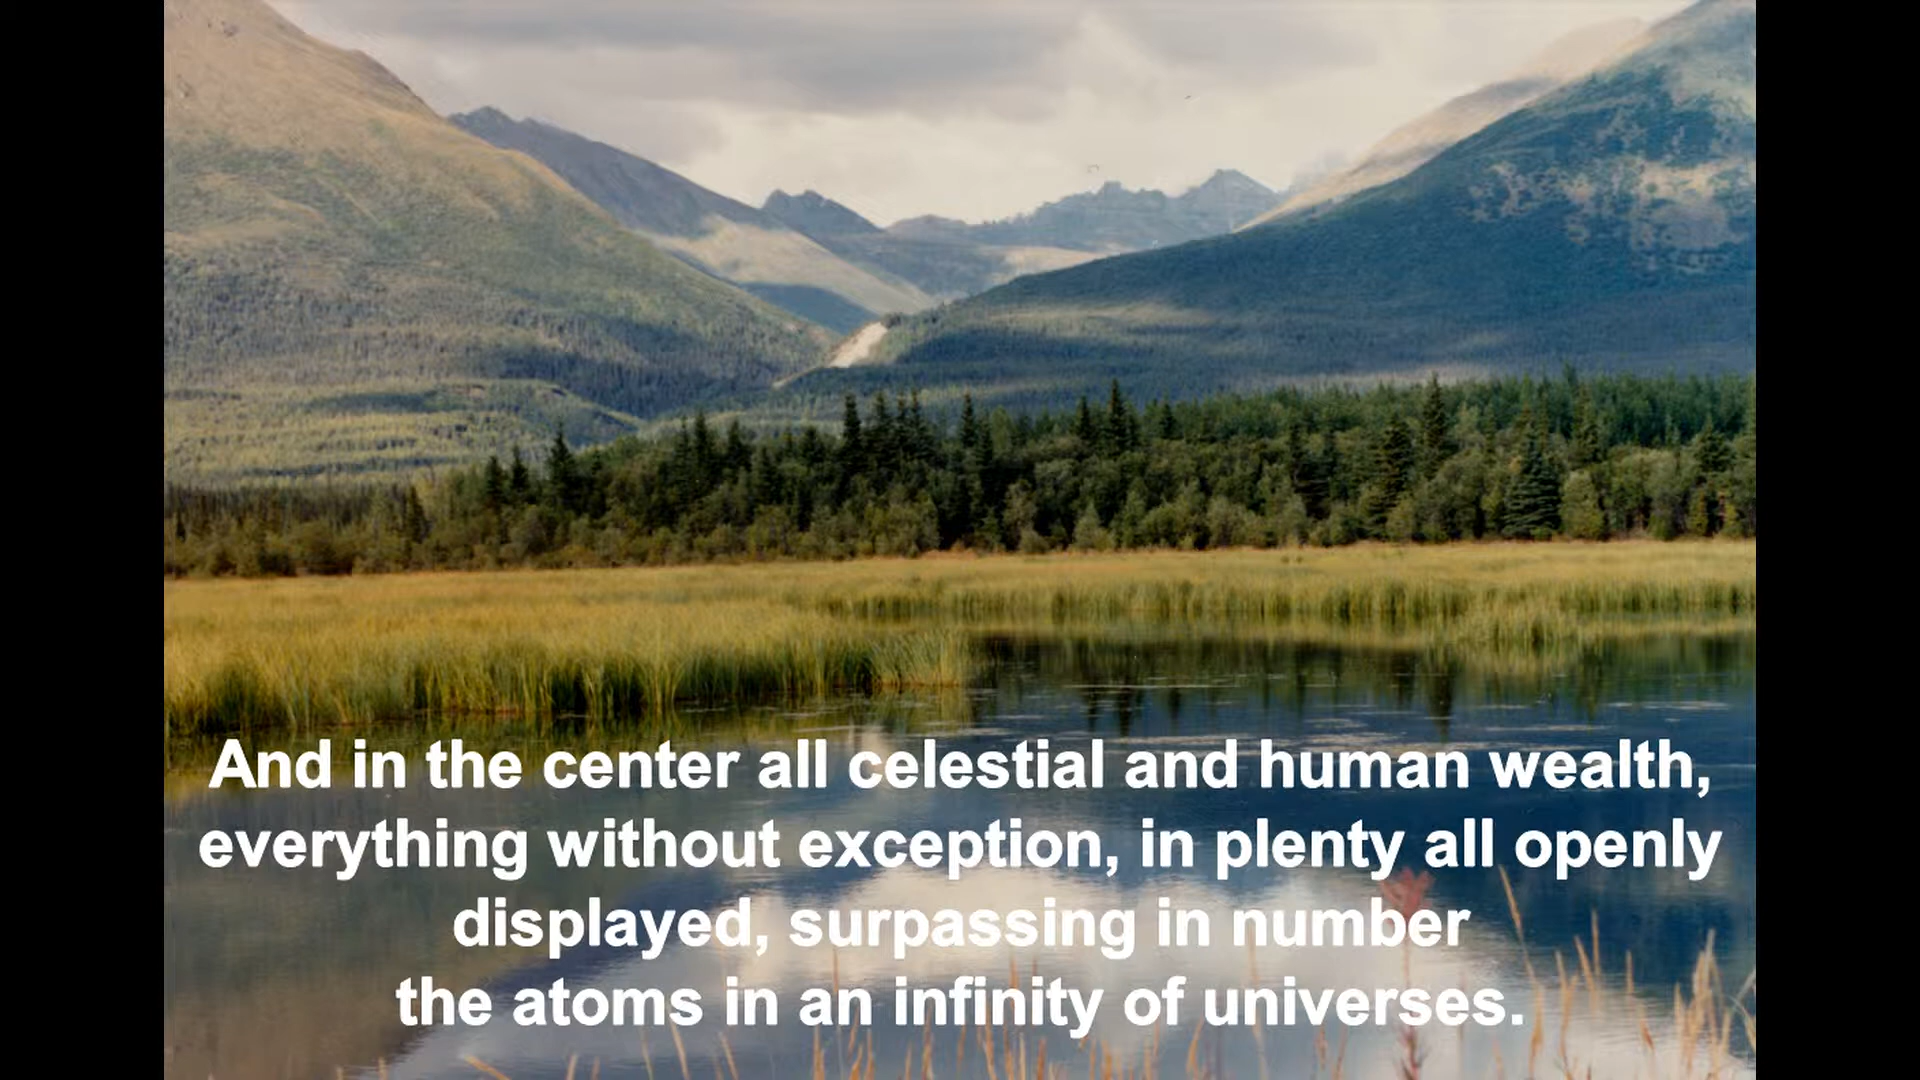 And in the center all celestial and human wealth,
everything without exception, in plenty all openly
displayed, surpassing in number
the atoms in an infinity of universes.